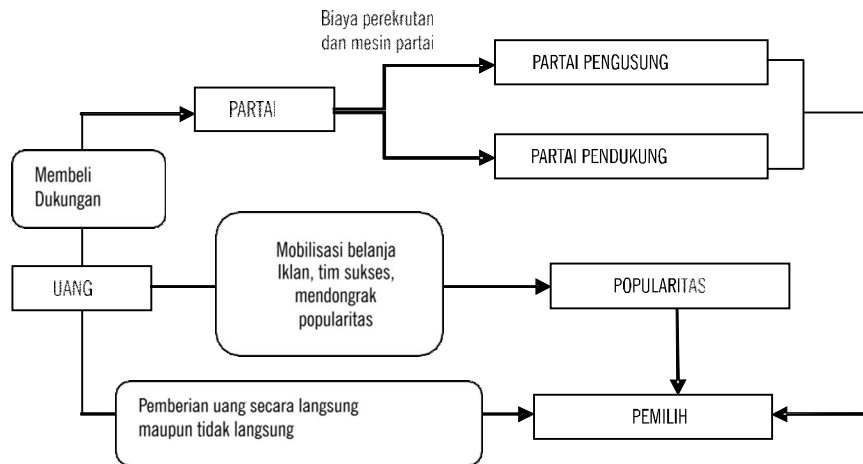 Biaya perekrutan
dan mesin partai
PARTAI PENGUSUNG
PARTAI
PARTAI PENDUKUNG
Membeli
Dukungan
Mobilisasi belanja
Iklan, tim sukses,
mendongrak
popularitas
UANG
POPULARITAS
Pemberian uang secara langsung
maupun tidak langsung
PEMILIH